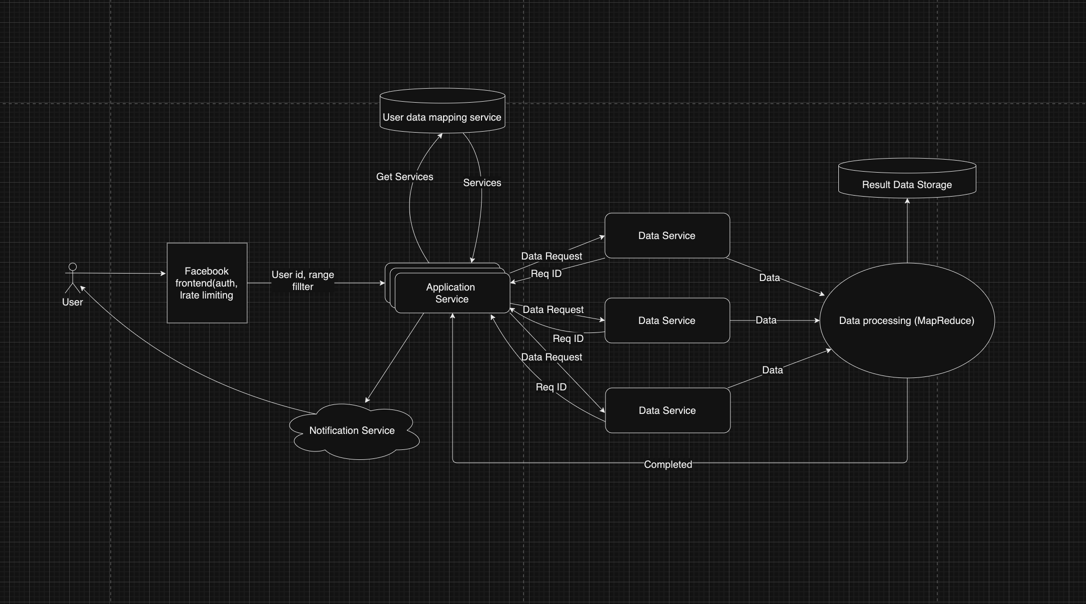 User data mapping service
Get Services
Services
Result Data Storage
Data Service
Data Request
Req ID
Facebook
frontend(auth,
lrate limiting
User id, range
fillter
Application
Service
User
Data
Data Request
Data Service
Data
Data processing (MapReduce)
Req ID
Data Request
Data
Req ID
Data Service
Notification Service
Completed